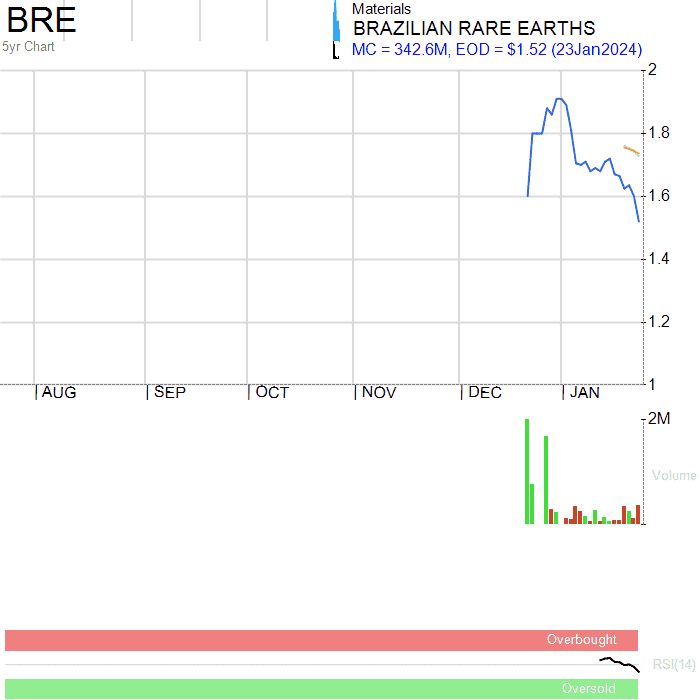 BRE
5yr Chart
Materials
BRAZILIAN RARE EARTHS
MC = 342.6M, EOD = $1.52 (23Jan2024)
2
1.8
1.6
1.4
1.2
1
AUG SEP OCT NOV DEC JAN
2M
Volume
Overbought
RSI(14)
Oversold